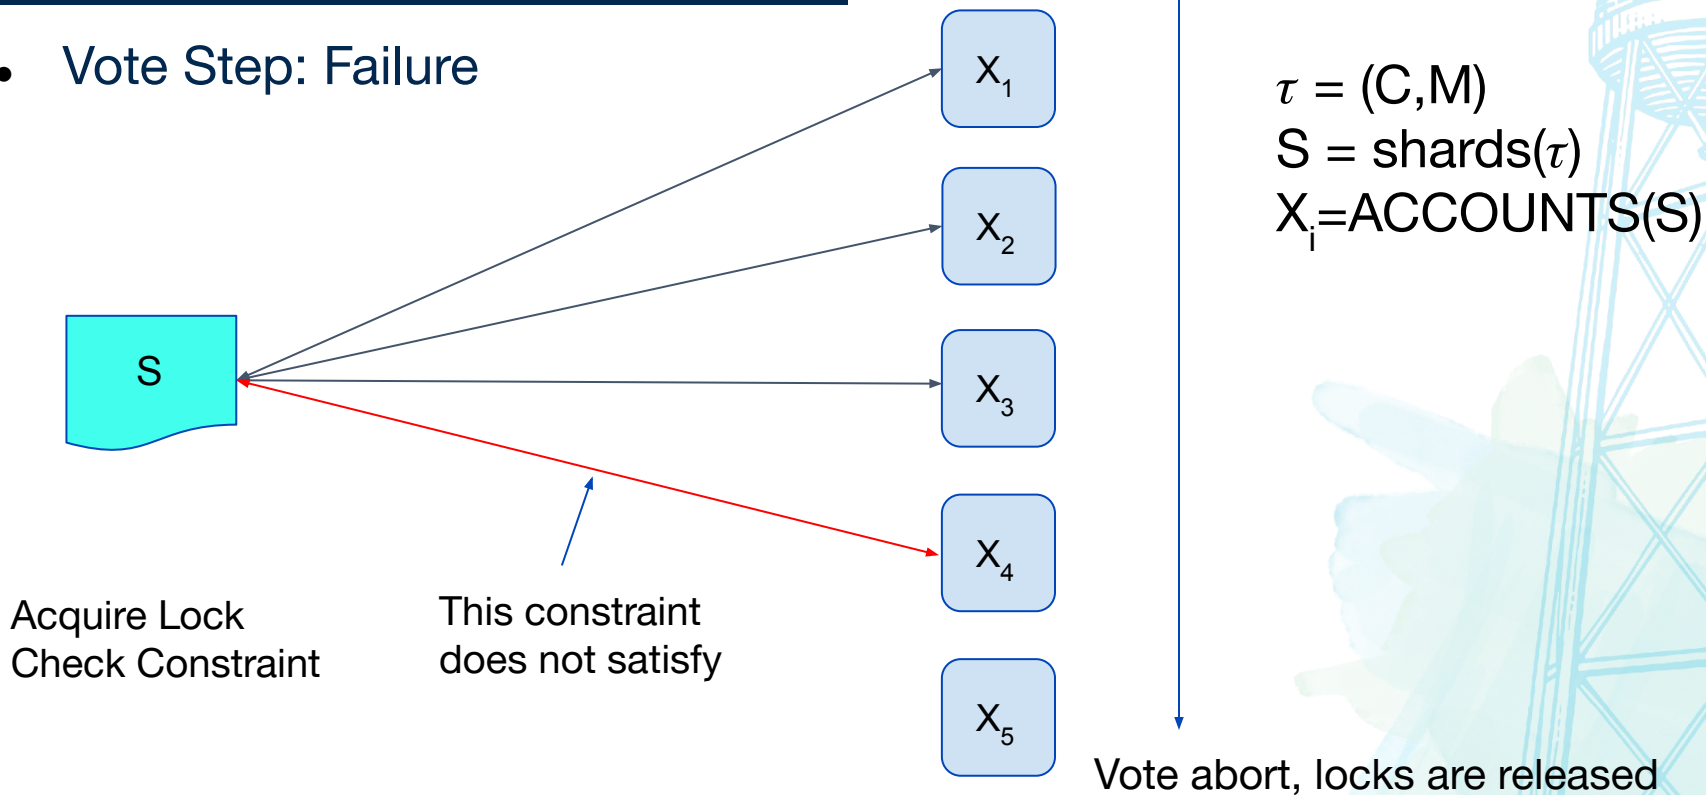 • Vote Step: Failure
X₁
τ = (C,M)
S = shards(τ)
Xᵢ=ACCOUNTS(S)
X₂
S
X₃
X₄
Acquire Lock
Check Constraint
This constraint
does not satisfy
X₅
Vote abort, locks are released